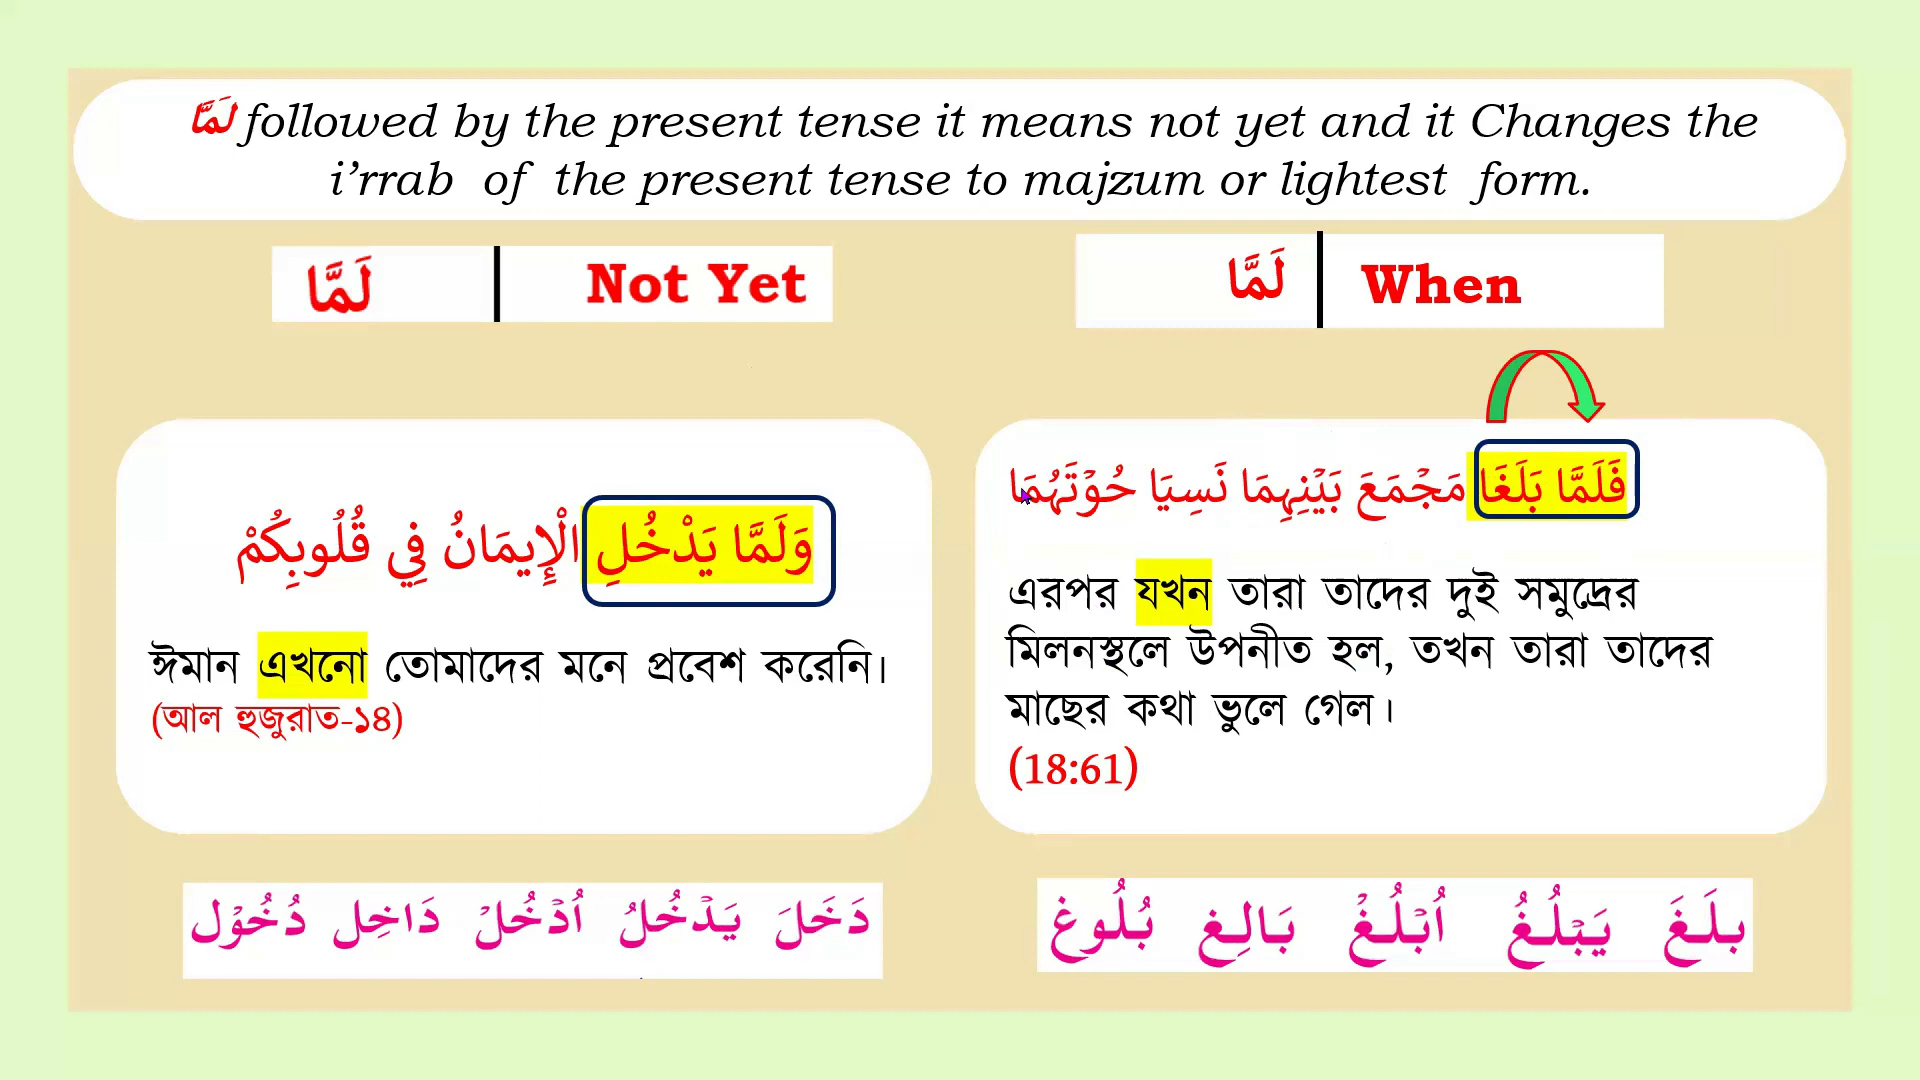 لَمَّا followed by the present tense it means not yet and it Changes the
i’rrab of the present tense to majzum or lightest form.
لَمَّا | Not Yet
لَمَّا | When
وَلَمَّا يَدْخُلِ الْإِيمَانُ فِي قُلُوبِكُمْ
ঈমান এখনো তোমাদের মনে প্রবেশ করেনি।
(আল হুজুরাত-১৪)
دَخَلَ يَدْخُلُ اُدْخُلْ دَاخِل دُخُوْل
فَلَمَّا بَلَغَا مَجْمَعَ بَيْنِهِمَا نَسِيَا حُوْتَهُمَا
এরপর যখন তারা তাদের দুই সমুদ্রের
মিলনস্থলে উপনীত হল, তখন তারা তাদের
মাছের কথা ভুলে গেল।
(18:61)
بلَغَ يَبْلُغُ اُبْلُغْ بَالِغ بُلُوغ